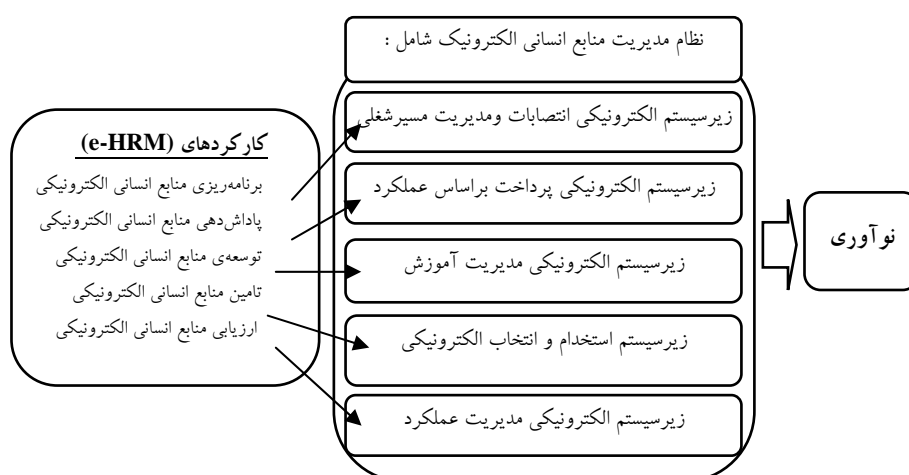 نظام مدیریت منابع انسانی الکترونیک شامل :
زیرسیستم الکترونیکی انتصابات ومدیریت مسیرشغلی
زیرسیستم الکترونیکی پرداخت براساس عملکرد
زیرسیستم الکترونیکی مدیریت آموزش
زیرسیستم استخدام و انتخاب الکترونیکی
زیرسیستم الکترونیکی مدیریت عملکرد
نوآوری
کارکردهای (e-HRM)
برنامه‌ریزی منابع انسانی الکترونیکی
پاداش‌دهی منابع انسانی الکترونیکی
توسعه‌ی منابع انسانی الکترونیکی
تامین منابع انسانی الکترونیکی
ارزیابی منابع انسانی الکترونیکی